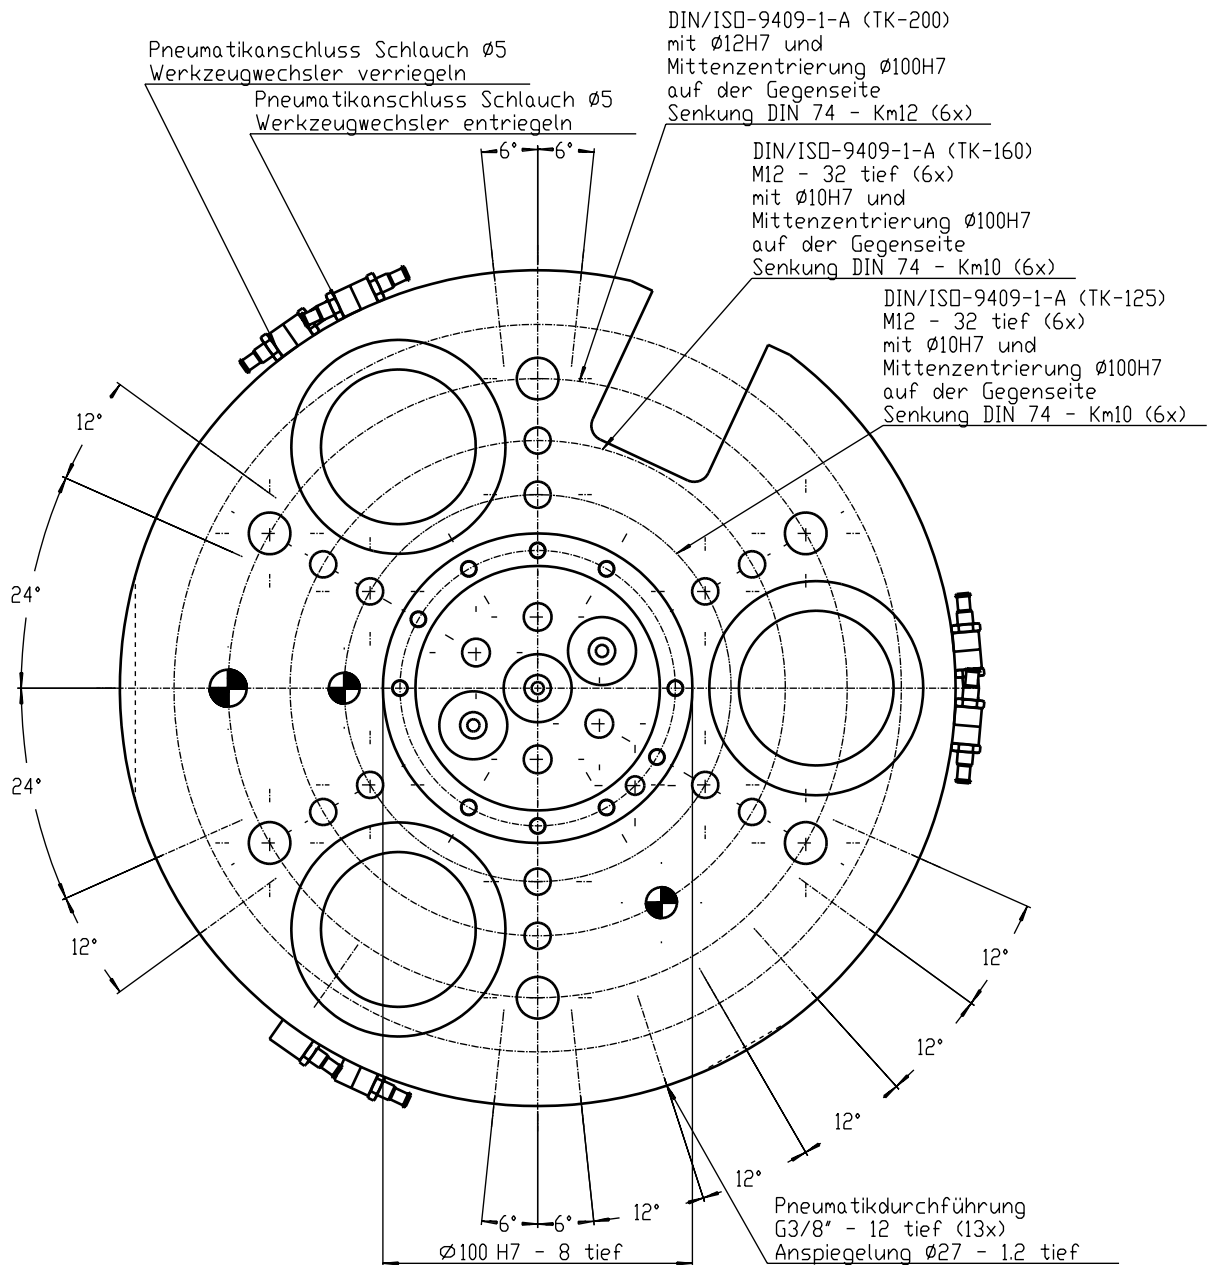 DIN/ISO-9409-1-A (TK-200)
mit Ø12H7 und
Mittenzentrierung Ø100H7
auf der Gegenseite
Senkung DIN 74 - Km12 (6x)
Pneumatikanschluss Schlauch Ø5
Werkzeugwechsler verriegeln
Pneumatikanschluss Schlauch Ø5
Werkzeugwechsler entriegeln
6°
6°
DIN/ISO-9409-1-A (TK-160)
M12 - 32 tief (6x)
mit Ø10H7 und
Mittenzentrierung Ø100H7
auf der Gegenseite
Senkung DIN 74 - Km10 (6x)
DIN/ISO-9409-1-A (TK-125)
M12 - 32 tief (6x)
mit Ø10H7 und
Mittenzentrierung Ø100H7
auf der Gegenseite
Senkung DIN 74 - Km10 (6x)
12°
24°
24°
12°
12°
12°
12°
12°
12°
6°
6°
Ø100 H7 - 8 tief
Pneumatikdurchführung
G3/8" - 12 tief (13x)
Anspiegelung Ø27 - 1.2 tief